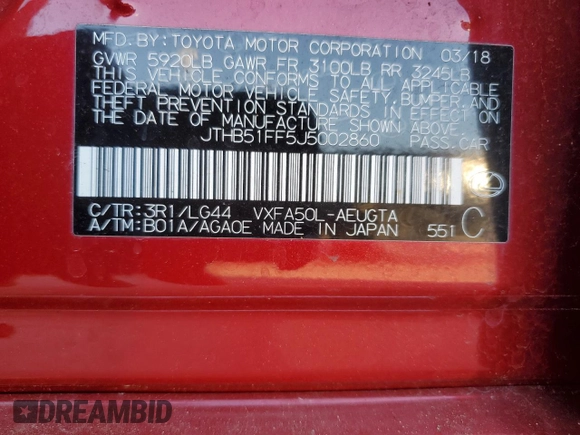 MFD. BY: TOYOTA MOTOR CORPORATION 03/18
GVWR 5920LB GAWR FR 3100LB RR 3245LB
THIS VEHICLE CONFORMS TO ALL APPLICABLE
FEDERAL MOTOR VEHICLE SAFETY, BUMPER, AND
THEFT PREVENTION STANDARDS IN EFFECT ON
THE DATE OF MANUFACTURE SHOWN ABOVE.
JTHB51FF5J5002860 PASS. CAR
C/TR: 3R1/LG44 VXFA50L-AEUGTA
A/TM: B01A/AGA0E MADE IN JAPAN 551 C
DREAMBID